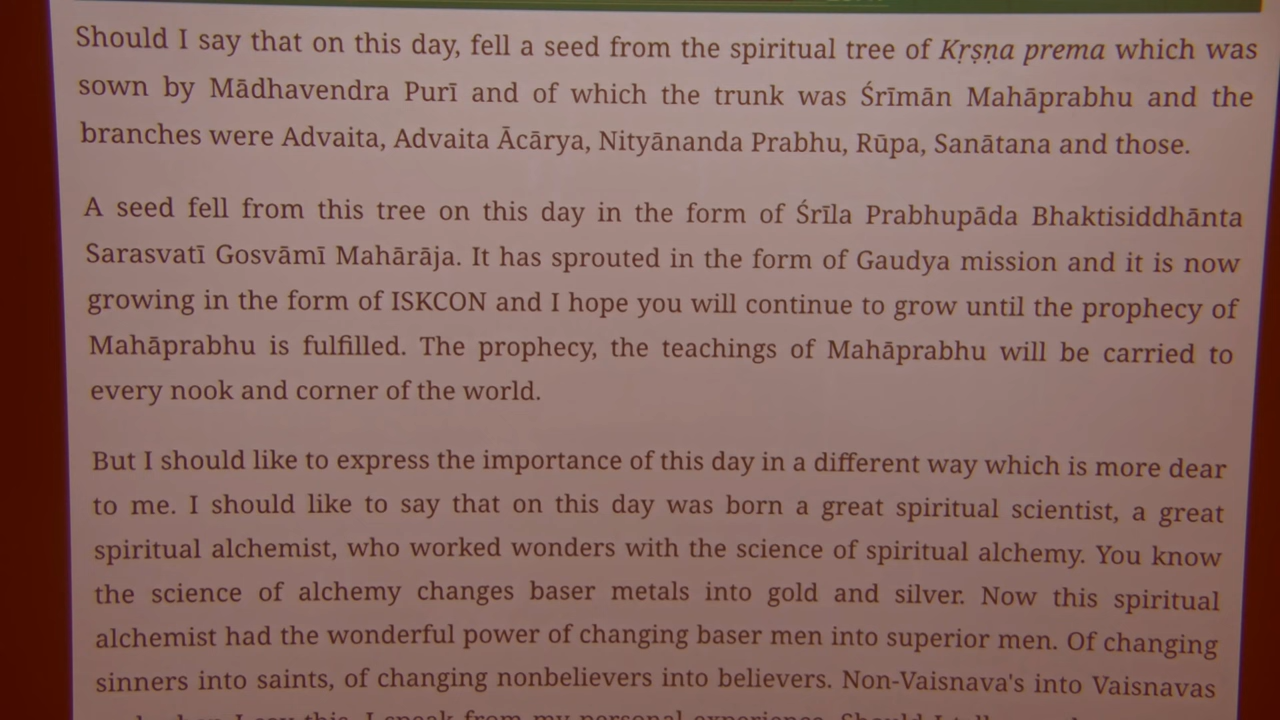 Should I say that on this day, fell a seed from the spiritual tree of Kṛṣṇa prema which was
sown by Mādhavendra Purī and of which the trunk was Śrīmān Mahāprabhu and the
branches were Advaita, Advaita Ācārya, Nityānanda Prabhu, Rūpa, Sanātana and those.
A seed fell from this tree on this day in the form of Śrīla Prabhupāda Bhaktisiddhānta
Sarasvatī Gosvāmī Mahārāja. It has sprouted in the form of Gaudya mission and it is now
growing in the form of ISKCON and I hope you will continue to grow until the prophecy of
Mahāprabhu is fulfilled. The prophecy, the teachings of Mahāprabhu will be carried to
every nook and corner of the world.
But I should like to express the importance of this day in a different way which is more dear
to me. I should like to say that on this day was born a great spiritual scientist, a great
spiritual alchemist, who worked wonders with the science of spiritual alchemy. You know
the science of alchemy changes baser metals into gold and silver. Now this spiritual
alchemist had the wonderful power of changing baser men into superior men. Of changing
sinners into saints, of changing nonbelievers into believers. Non-Vaisnava's into Vaisnavas
I say this, I speak from my personal experience. Should I